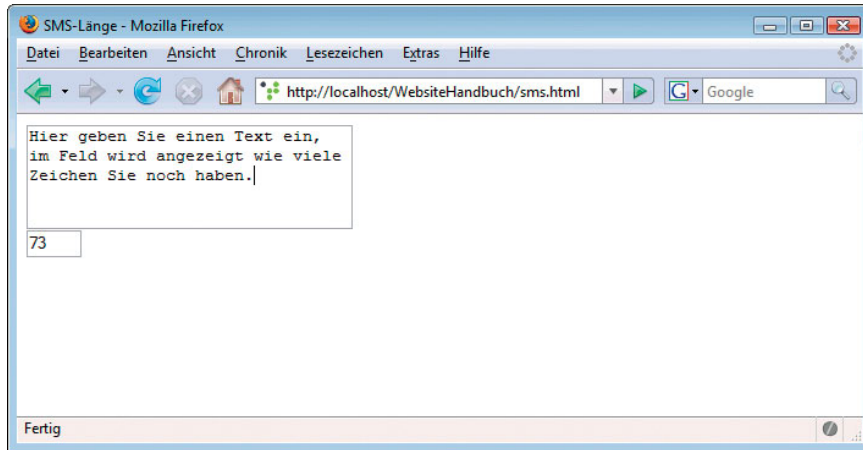 SMS-Länge - Mozilla Firefox
Datei Bearbeiten Ansicht Chronik Lesezeichen Extras Hilfe
http://localhost/WebsiteHandbuch/sms.html G Google
Hier geben Sie einen Text ein,
im Feld wird angezeigt wie viele
Zeichen Sie noch haben.
73
Fertig